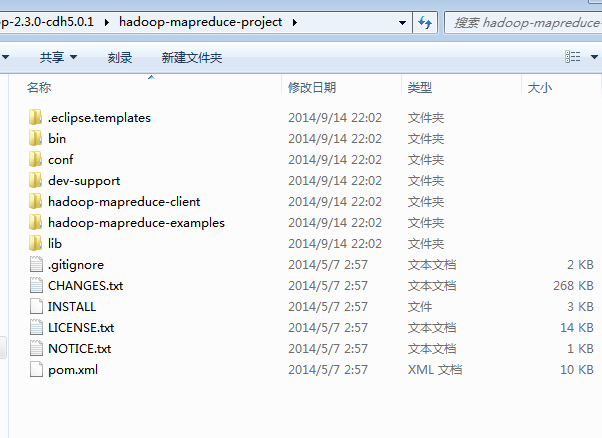 op-2.3.0-cdh5.0.1 hadoop-mapreduce-project 搜索 hadoop-mapreduce-
共享 刻录 新建文件夹
名称 修改日期 类型 大小
.eclipse.templates 2014/9/14 22:02 文件夹
bin 2014/9/14 22:02 文件夹
conf 2014/9/14 22:02 文件夹
dev-support 2014/9/14 22:02 文件夹
hadoop-mapreduce-client 2014/9/14 22:02 文件夹
hadoop-mapreduce-examples 2014/9/14 22:02 文件夹
lib 2014/9/14 22:02 文件夹
.gitignore 2014/5/7 2:57 文本文档 2 KB
CHANGES.txt 2014/5/7 2:57 文本文档 268 KB
INSTALL 2014/5/7 2:57 文件 3 KB
LICENSE.txt 2014/5/7 2:57 文本文档 14 KB
NOTICE.txt 2014/5/7 2:57 文本文档 1 KB
pom.xml 2014/5/7 2:57 XML 文档 10 KB